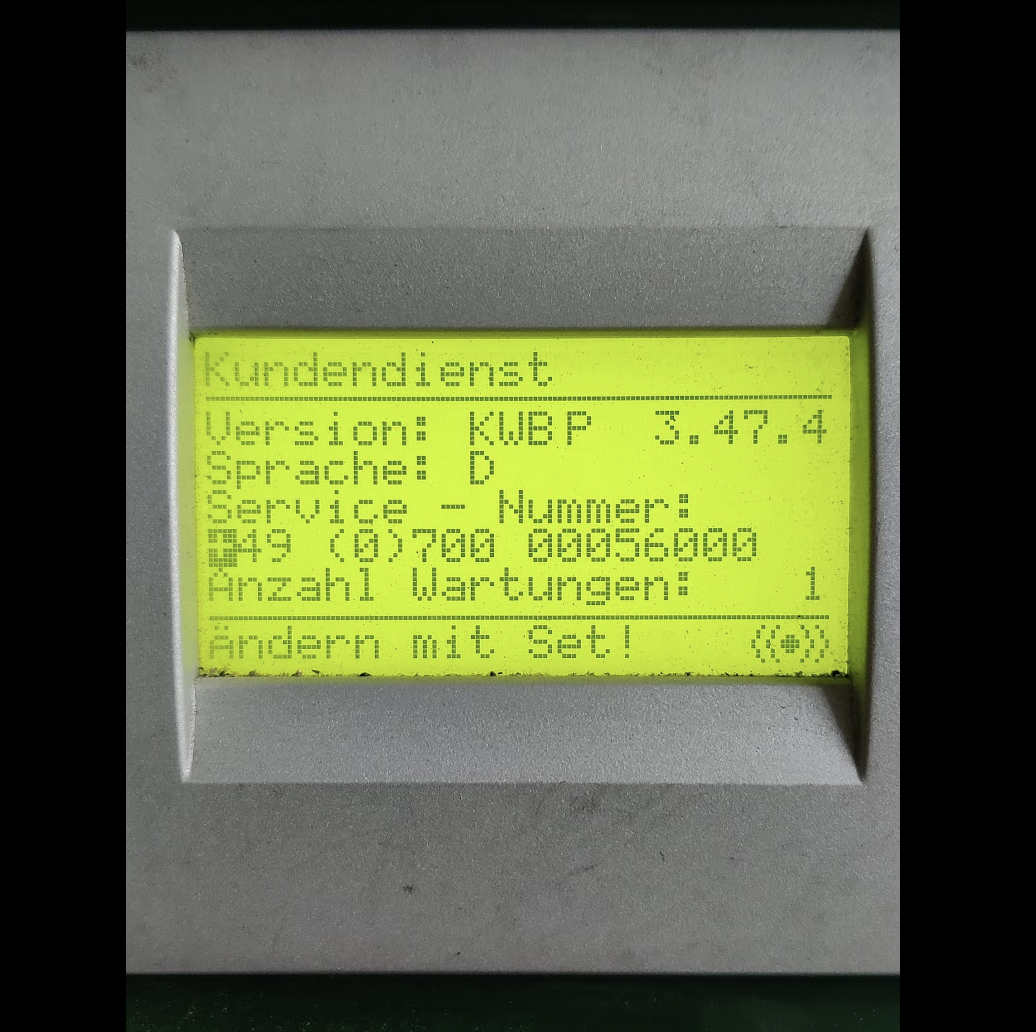 Kundendienst
Version: KWBP 3.47.4
Sprache: D
Service - Nummer:
+49 (0)700 00056000
Anzahl Wartungen: 1
Ändern mit Set!